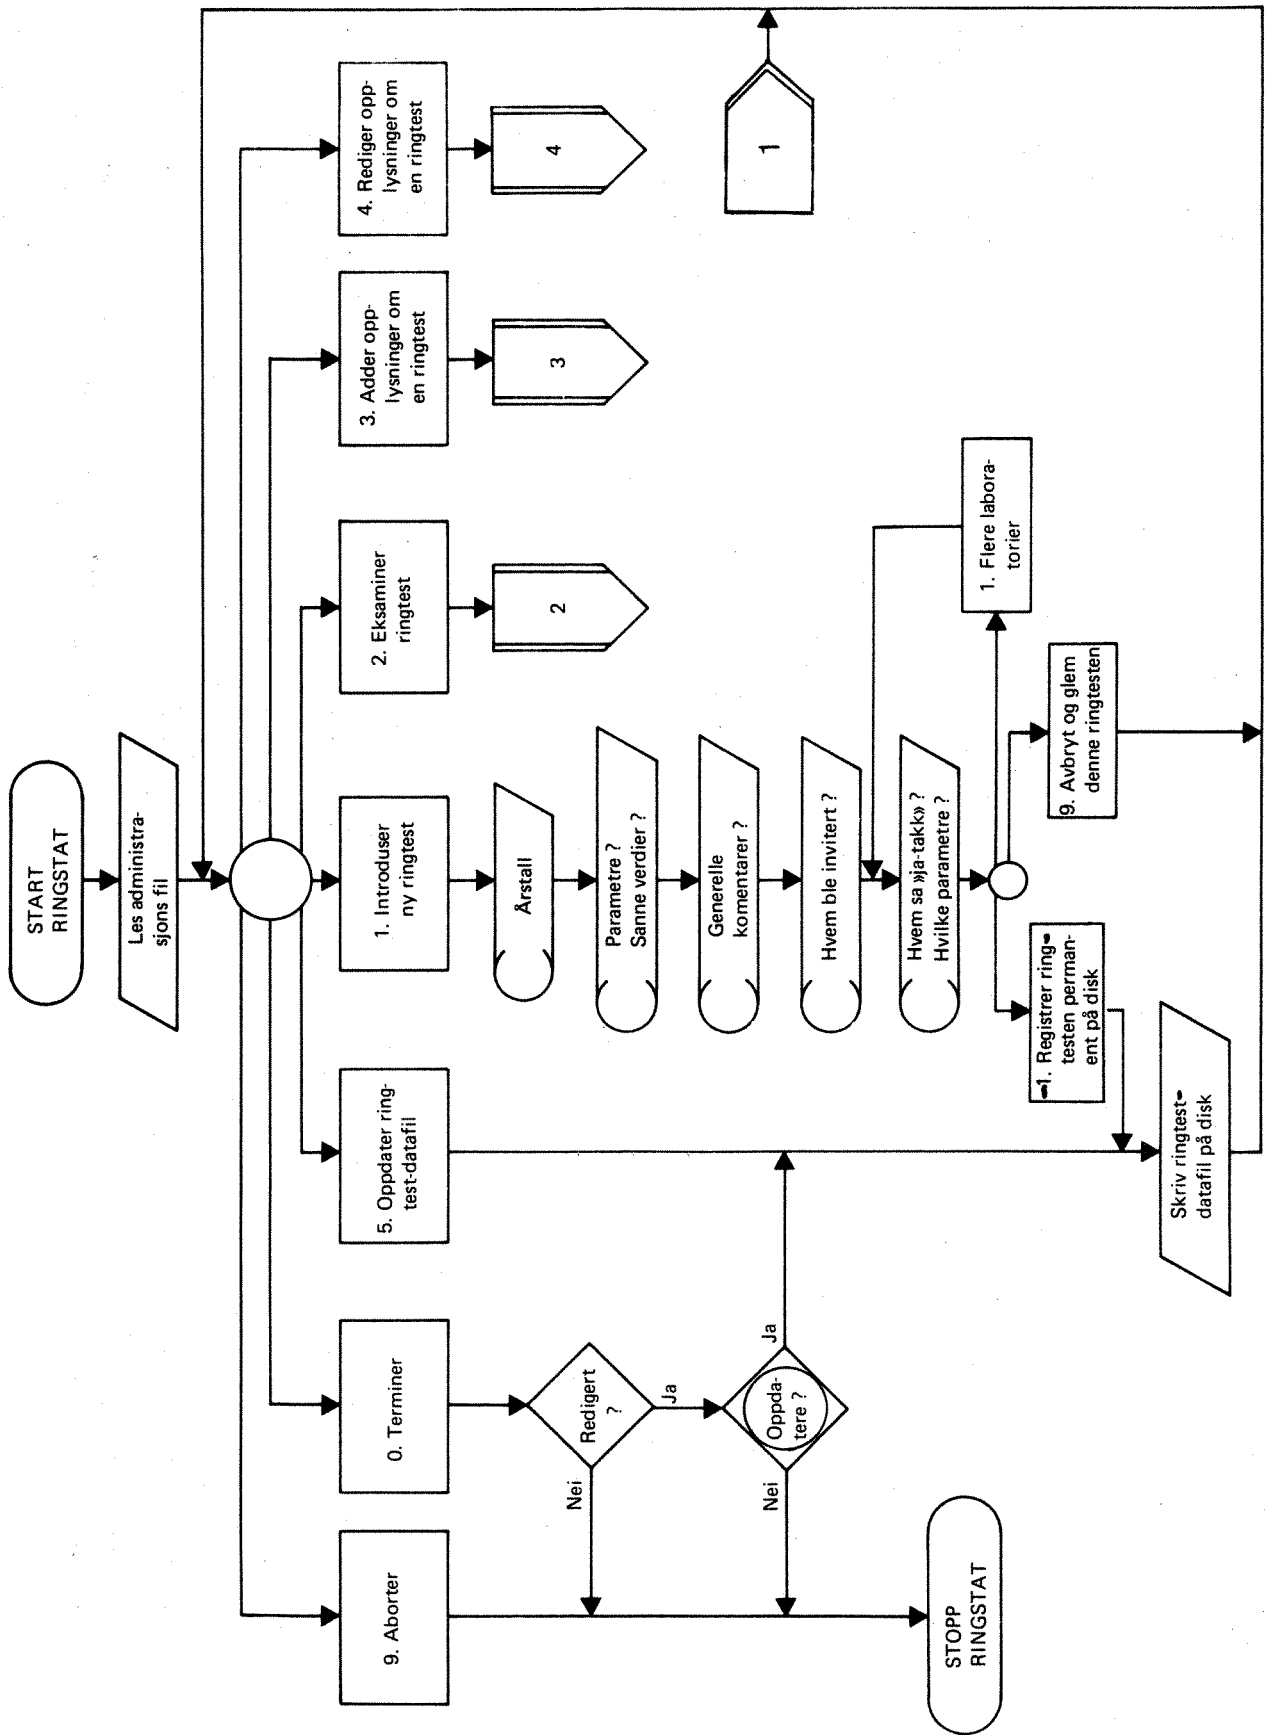 START
RINGSTAT
Les administra-
sjons fil
9. Aborter
0. Terminer
5. Oppdater ring-
test-datafil
1. Introduser
ny ringtest
2. Eksaminer
ringtest
3. Adder opp-
lysninger om
en ringtest
4. Rediger opp-
lysninger om
en ringtest
2
3
4
1
Årstall
Parametre ?
Sanne verdier ?
Generelle
komentarer ?
Hvem ble invitert ?
Hvem sa »ja-takk» ?
Hvilke parametre ?
1. Flere labora-
torier
9. Avbryt og glem
denne ringtesten
-1. Registrer ring-
testen perman-
ent på disk
Skriv ringtest-
datafil på disk
Redigert
?
Nei
Ja
Oppda-
tere ?
Nei
Ja
STOPP
RINGSTAT